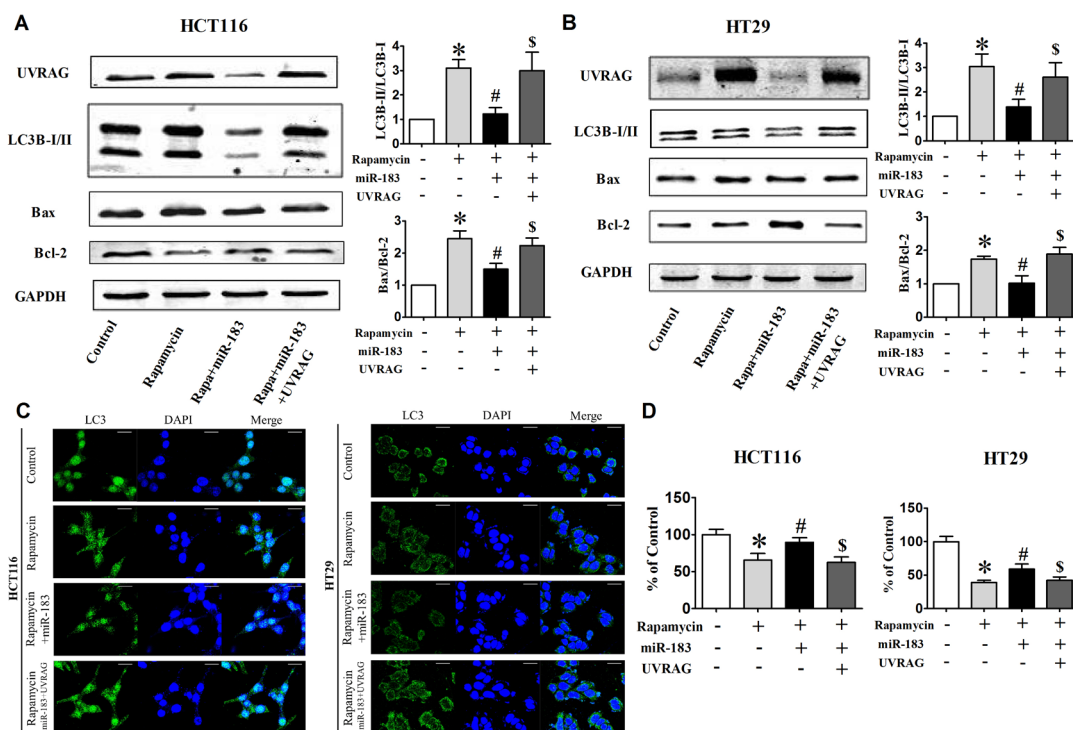 A
HCT116
UVRAG
LC3B-I/II
Bax
Bcl-2
GAPDH
Control
Rapamycin
Rapa+miR-183
Rapa+miR-183
+UVRAG
LC3B-II/LC3B-I
5
4
3
2
1
0
*
#
$
Rapamycin - + + +
miR-183 - - + +
UVRAG - - - +
Bax/Bcl-2
4
3
2
1
0
*
#
$
Rapamycin - + + +
miR-183 - - + +
UVRAG - - - +
B
HT29
UVRAG
LC3B-I/II
Bax
Bcl-2
GAPDH
Control
Rapamycin
Rapa+miR-183
Rapa+miR-183
+UVRAG
LC3B-II/LC3B-I
4
3
2
1
0
*
#
$
Rapamycin - + + +
miR-183 - - + +
UVRAG - - - +
Bax/Bcl-2
3
2
1
0
*
#
$
Rapamycin - + + +
miR-183 - - + +
UVRAG - - - +
C
LC3 DAPI Merge
HCT116
Control
Rapamycin
Rapamycin
+miR-183
Rapamycin
miR-183+UVRAG
LC3 DAPI Merge
HT29
Control
Rapamycin
Rapamycin
+miR-183
Rapamycin
miR-183+UVRAG
D
HCT116
% of Control
150
100
50
0
*
#
$
Rapamycin - + + +
miR-183 - - + +
UVRAG - - - +
HT29
% of Control
150
100
50
0
*
#
$
Rapamycin - + + +
miR-183 - - + +
UVRAG - - - +